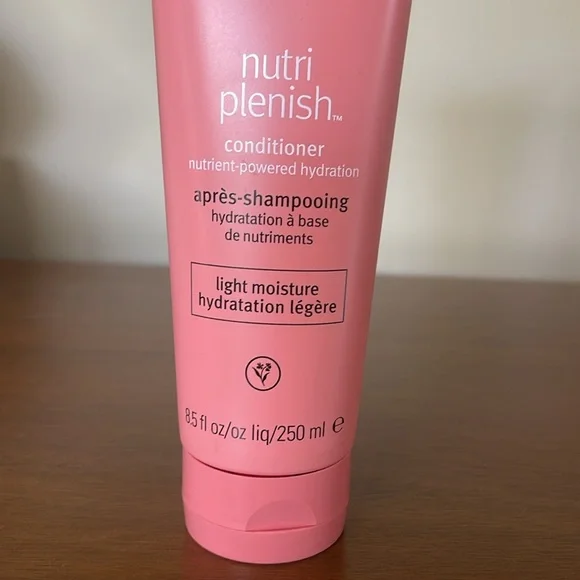 nutri
plenish™
conditioner
nutrient-powered hydration
après-shampooing
hydratation à base
de nutriments
light moisture
hydratation légère
8.5 fl oz/oz liq/250 ml ℮